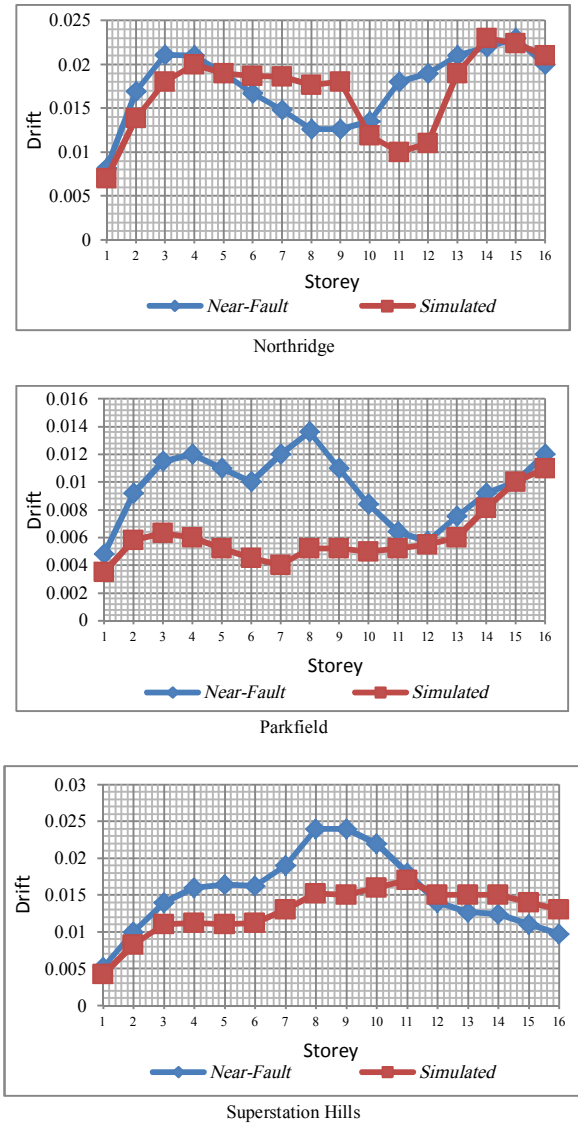 0.025
0.02
0.015
0.01
0.005
0
Drift
1 2 3 4 5 6 7 8 9 10 11 12 13 14 15 16
Storey
Near-Fault Simulated
Northridge
0.016
0.014
0.012
0.01
0.008
0.006
0.004
0.002
0
Drift
1 2 3 4 5 6 7 8 9 10 11 12 13 14 15 16
Storey
Near-Fault Simulated
Parkfield
0.03
0.025
0.02
0.015
0.01
0.005
0
Drift
1 2 3 4 5 6 7 8 9 10 11 12 13 14 15 16
Storey
Near-Fault Simulated
Superstation Hills